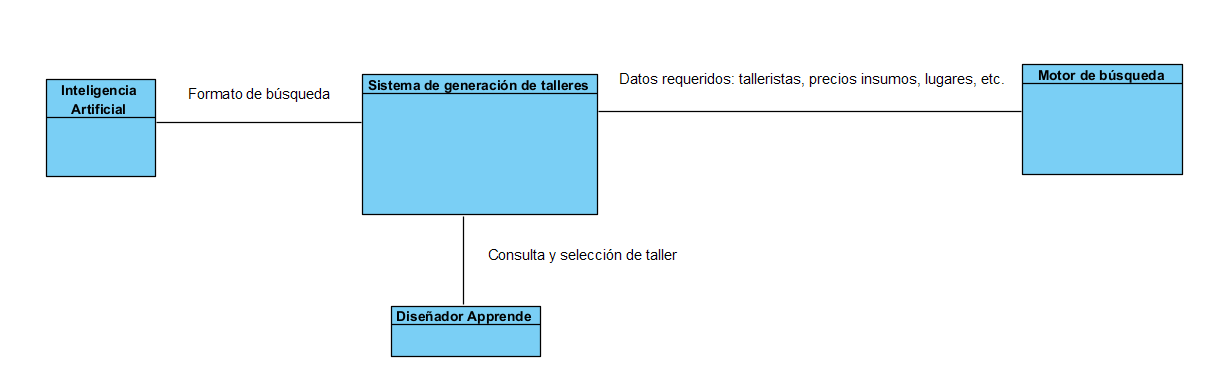 Inteligencia
Artificial
Formato de búsqueda
Sistema de generación de talleres
Datos requeridos: talleristas, precios insumos, lugares, etc.
Motor de búsqueda
Consulta y selección de taller
Diseñador Apprende